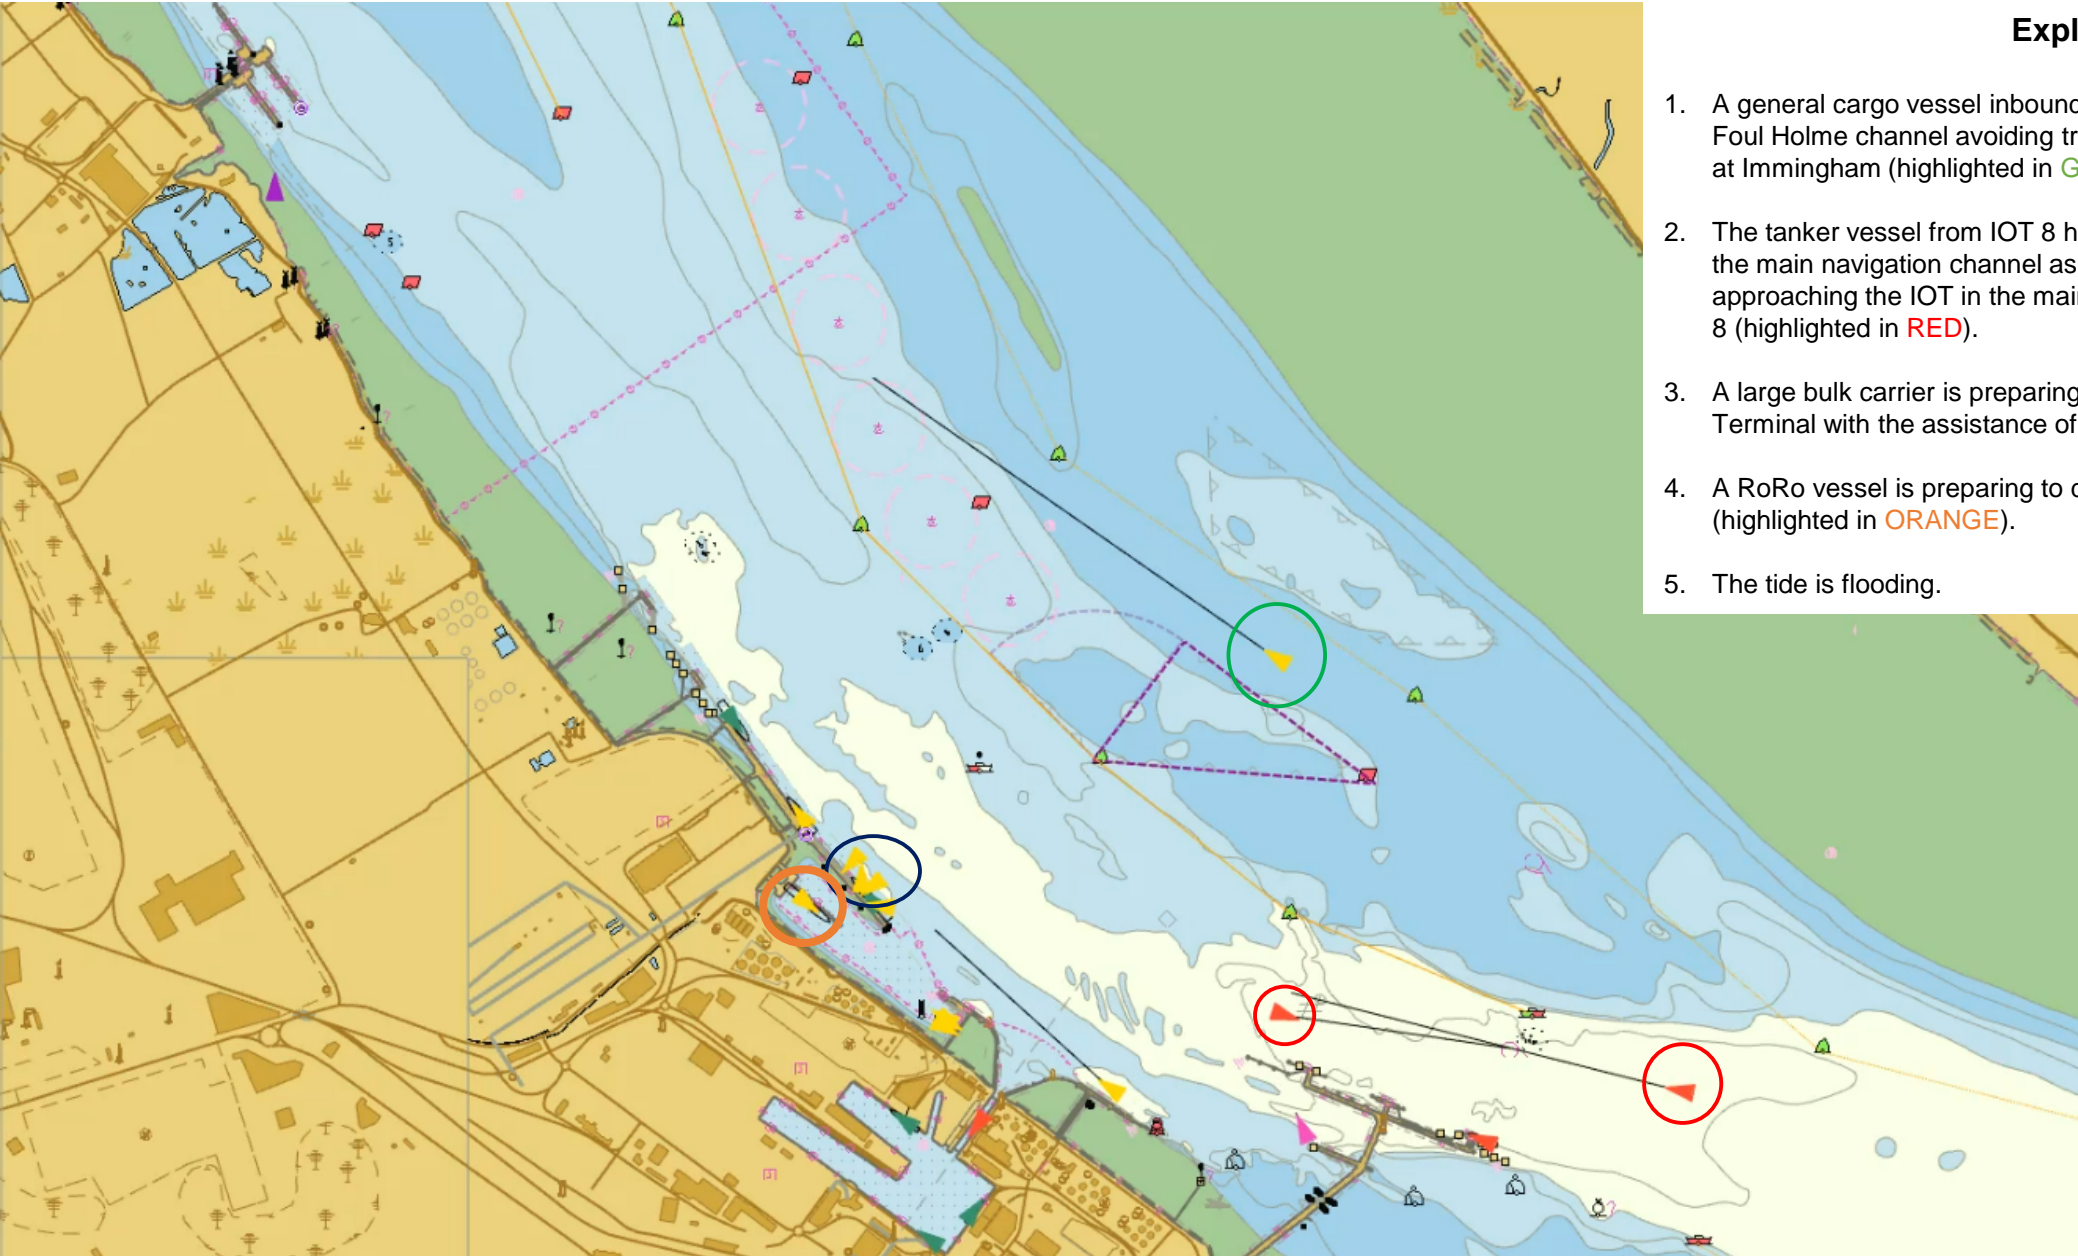 Expl
1. A general cargo vessel inbound
Foul Holme channel avoiding tr
at Immingham (highlighted in G
2. The tanker vessel from IOT 8 h
the main navigation channel as
approaching the IOT in the mai
8 (highlighted in RED).
3. A large bulk carrier is preparing
Terminal with the assistance of
4. A RoRo vessel is preparing to
(highlighted in ORANGE).
5. The tide is flooding.